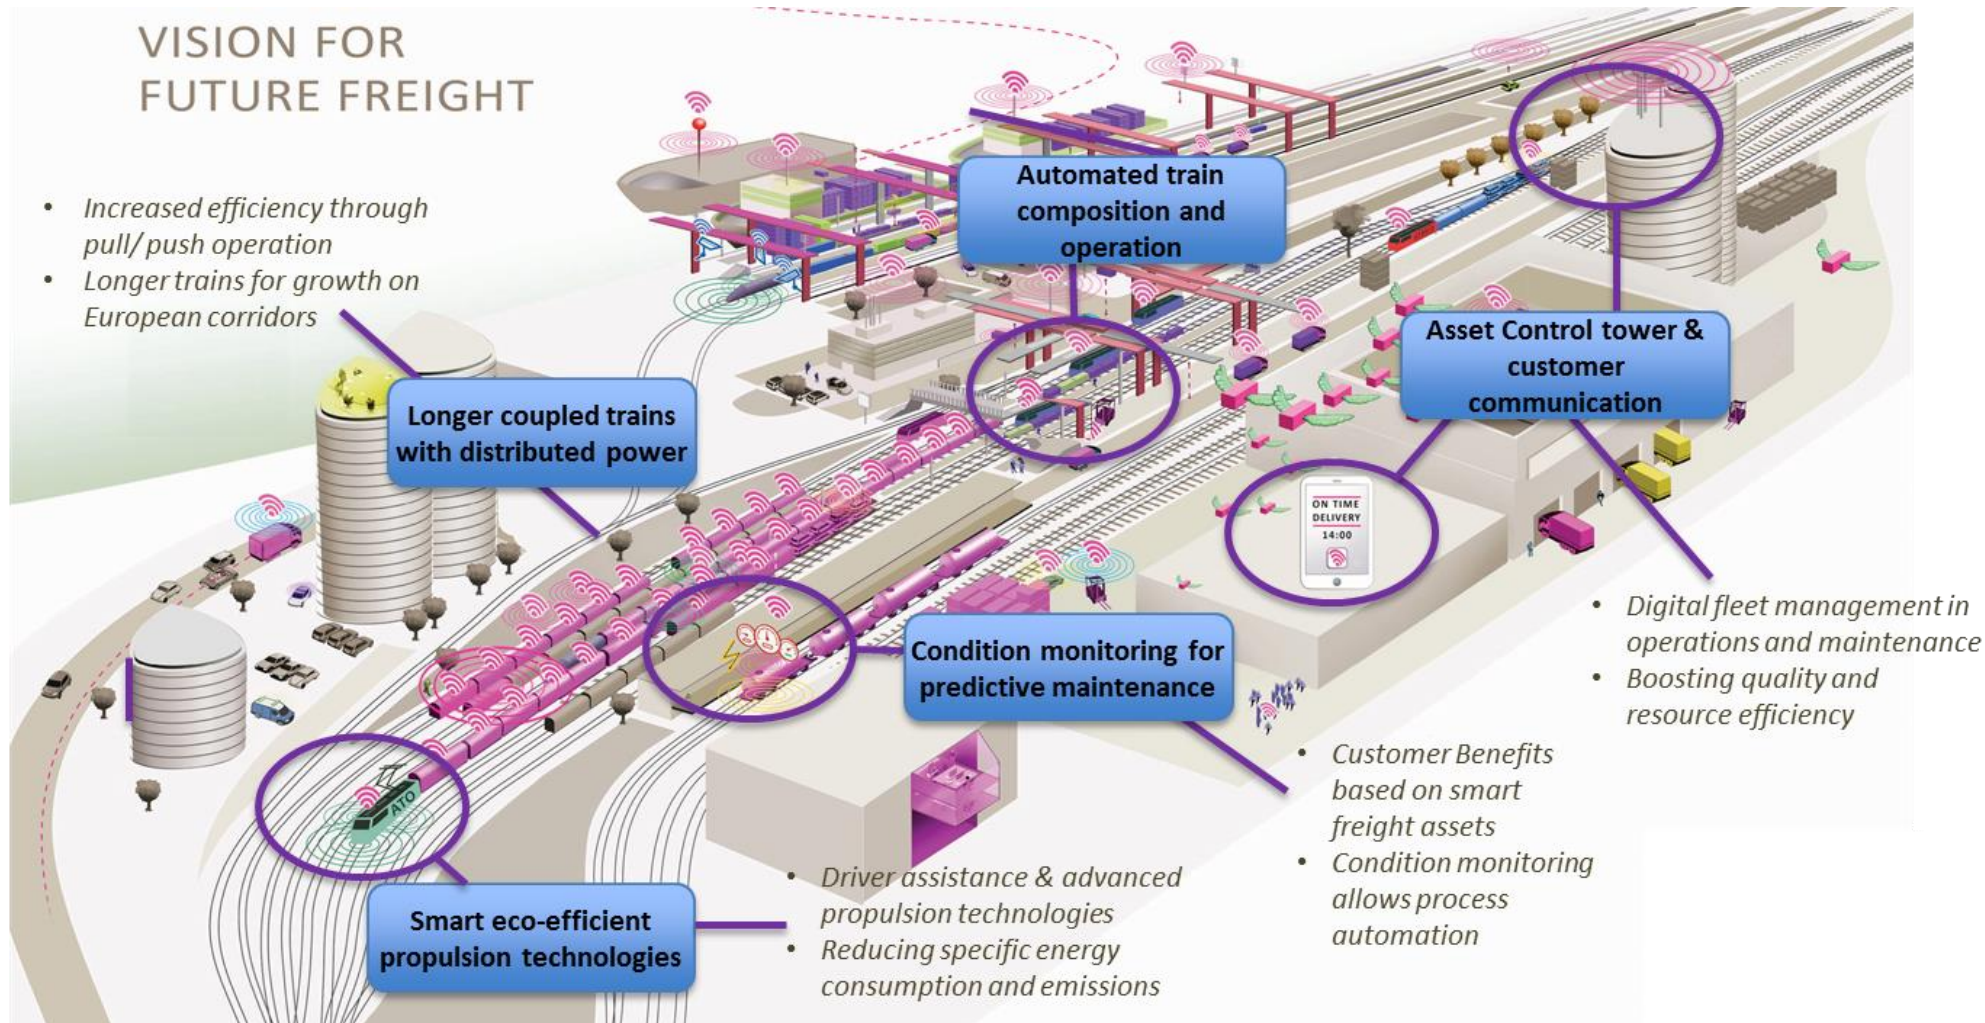 VISION FOR
FUTURE FREIGHT
• Increased efficiency through
pull/ push operation
• Longer trains for growth on
European corridors
Automated train
composition and
operation
Asset Control tower &
customer
communication
Longer coupled trains
with distributed power
ON TIME
DELIVERY
14:00
• Digital fleet management in
operations and maintenance
• Boosting quality and
resource efficiency
Condition monitoring for
predictive maintenance
• Customer Benefits
based on smart
freight assets
• Condition monitoring
allows process
automation
ATO
Smart eco-efficient
propulsion technologies
• Driver assistance & advanced
propulsion technologies
• Reducing specific energy
consumption and emissions